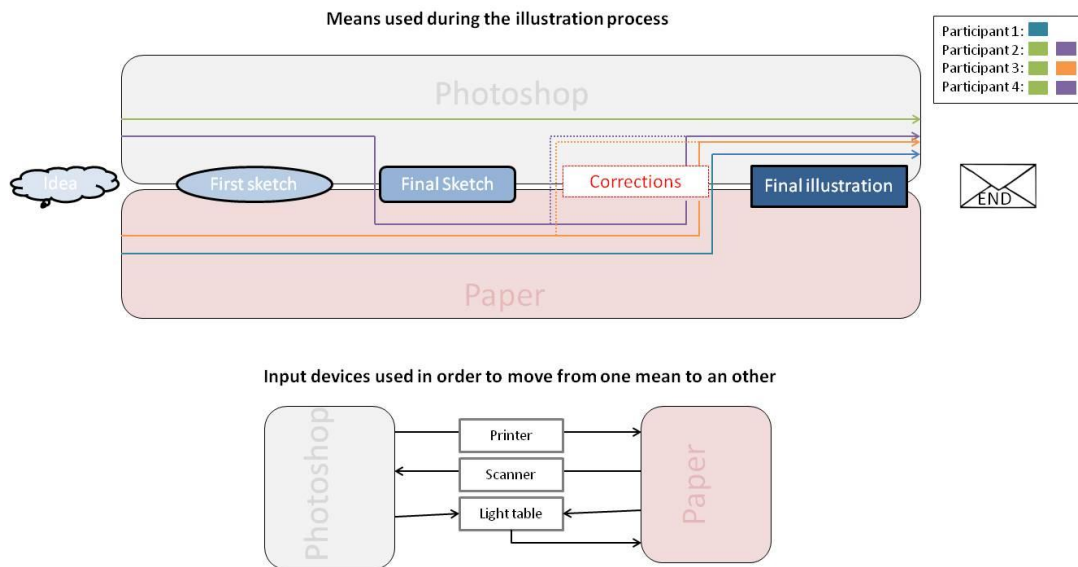 Means used during the illustration process
Participant 1:
Participant 2:
Participant 3:
Participant 4:
Photoshop
Idea
First sketch
Final Sketch
Corrections
Final illustration
END
Paper
Input devices used in order to move from one mean to an other
Photoshop
Printer
Scanner
Light table
Paper